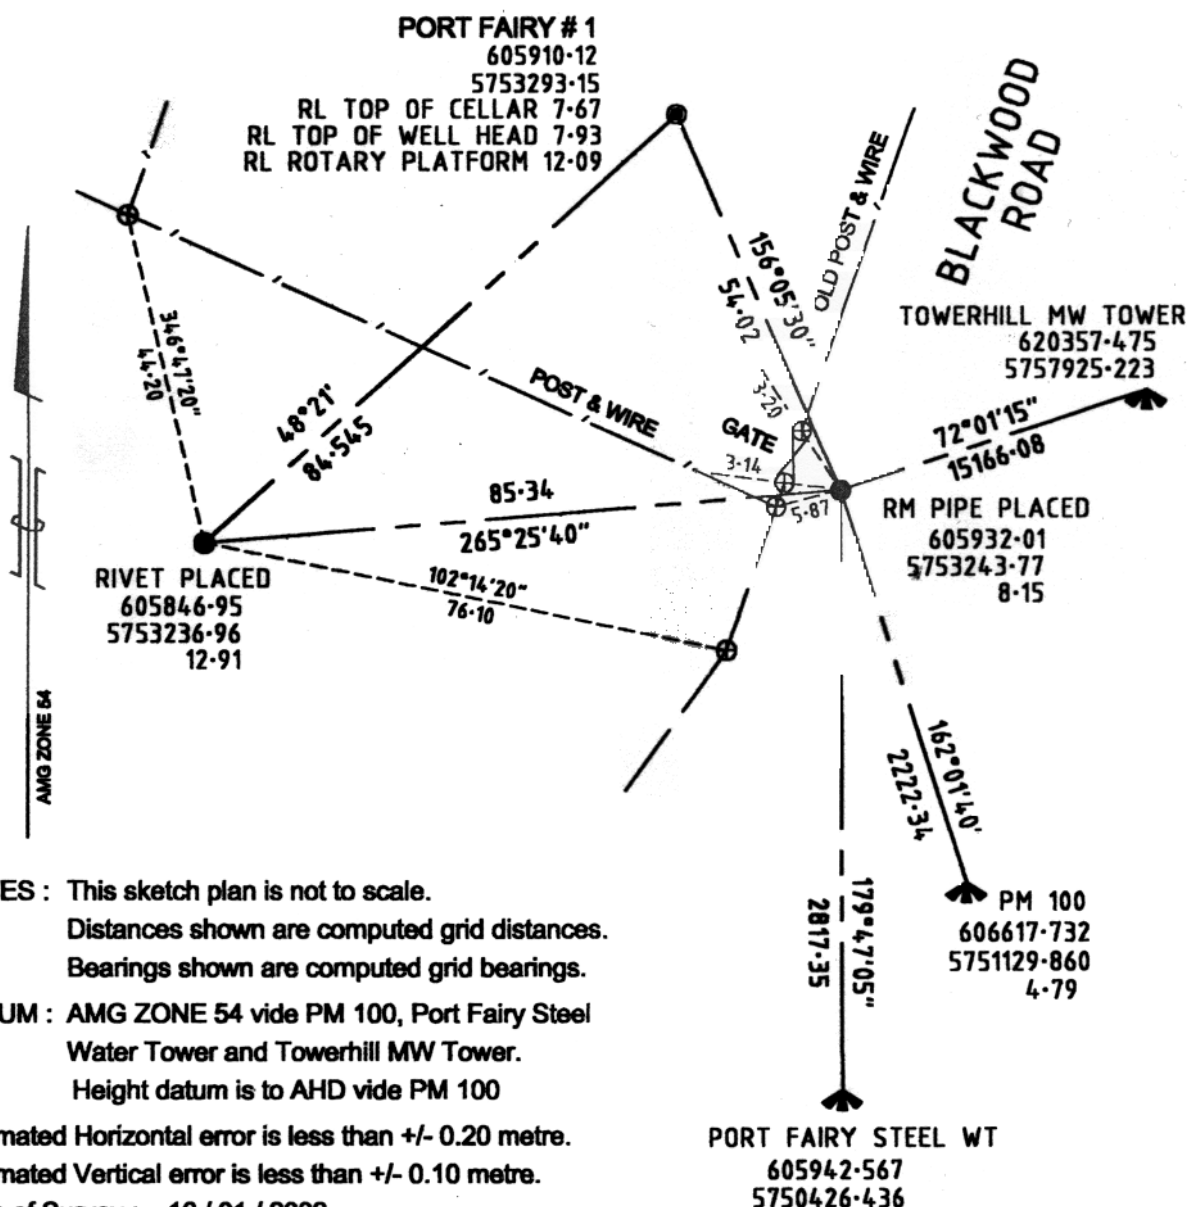 PORT FAIRY # 1
605910·12
5753293·15
RL TOP OF CELLAR 7·67
RL TOP OF WELL HEAD 7·93
RL ROTARY PLATFORM 12·09
BLACKWOOD
ROAD
OLD POST & WIRE
156°05'30"
54·02
TOWERHILL MW TOWER
620357·475
5757925·223
346°47'20"
44·20
48°21'
84·545
POST & WIRE
3·20
GATE
3·14
72°01'15"
15166·08
85·34
265°25'40"
5·87
RM PIPE PLACED
605932·01
5753243·77
8·15
RIVET PLACED
605846·95
5753236·96
12·91
102°14'20"
76·10
AMG ZONE 54
162°01'40'
2222·34
179°47'05"
2817·35
PM 100
606617·732
5751129·860
4·79
ES : This sketch plan is not to scale.
Distances shown are computed grid distances.
Bearings shown are computed grid bearings.
UM : AMG ZONE 54 vide PM 100, Port Fairy Steel
Water Tower and Towerhill MW Tower.
Height datum is to AHD vide PM 100
mated Horizontal error is less than +/- 0.20 metre.
mated Vertical error is less than +/- 0.10 metre.
PORT FAIRY STEEL WT
605942·567
5750426·436